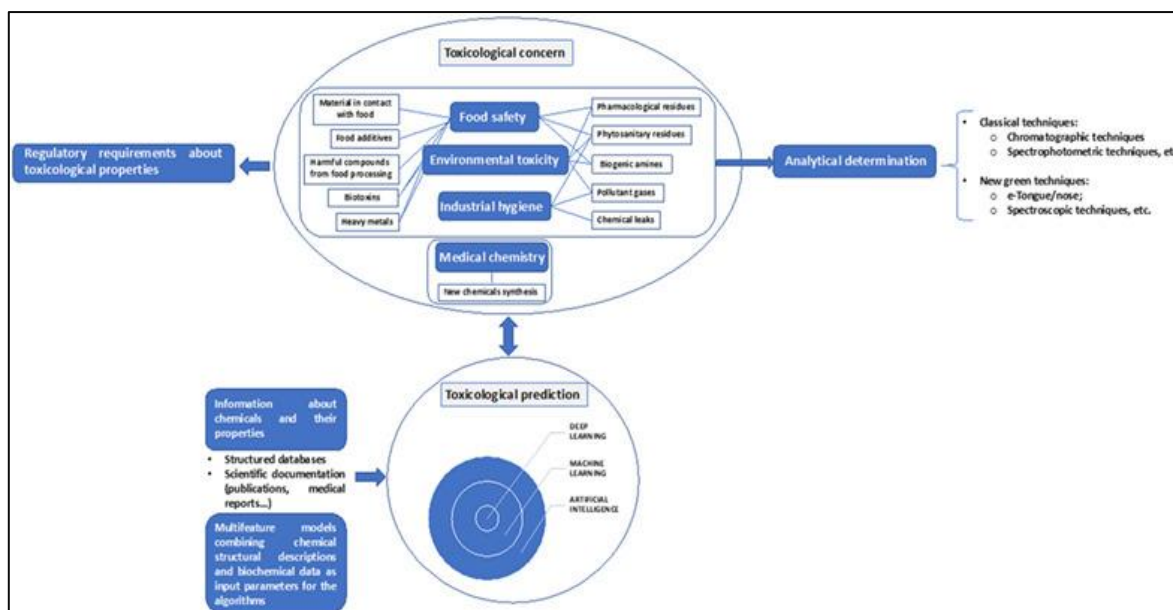 Toxicological concern
Material in contact
with food
Food additives
Harmful compounds
from food processing
Biotoxins
Heavy metals
Food safety
Environmental toxicity
Industrial hygiene
Pharmacological residues
Phytosanitary residues
Biogenic amines
Pollutant gases
Chemical leaks
Medical chemistry
New chemicals synthesis
Regulatory requirements about
toxicological properties
Analytical determination
• Classical techniques:
o Chromatographic techniques
o Spectrophotometric techniques, et
• New green techniques:
o e-Tongue/nose;
o Spectroscopic techniques, etc.
Toxicological prediction
DEEP
LEARNING
MACHINE
LEARNING
ARTIFICIAL
INTELLIGENCE
Information about
chemicals and their
properties
• Structured databases
• Scientific documentation
(publications, medical
reports...)
Multifeature models
combining chemical
structural descriptions
and biochemical data as
input parameters for the
algorithms